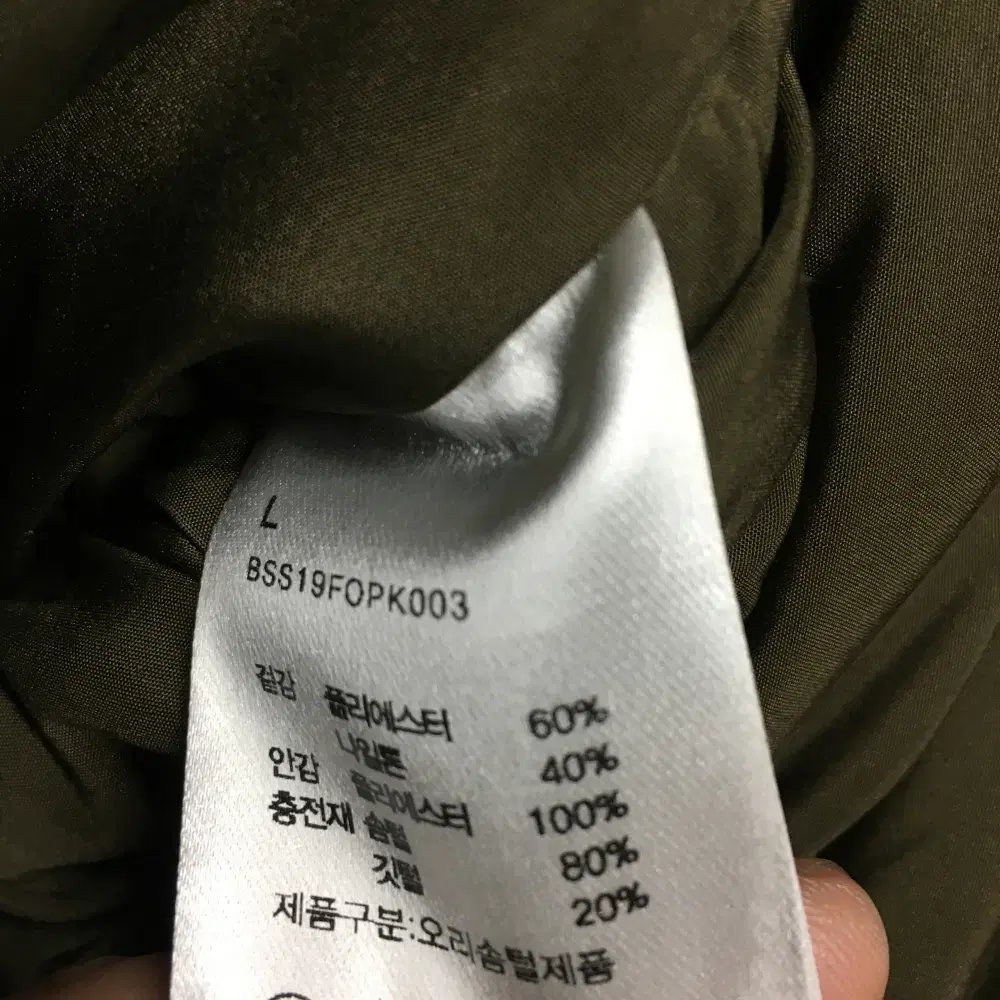 L
BSS19FOPK003
겉감 폴리에스터 60%
나일론 40%
안감 폴리에스터 100%
충전재 솜털 80%
깃털 20%
제품구분:오리솜털제품